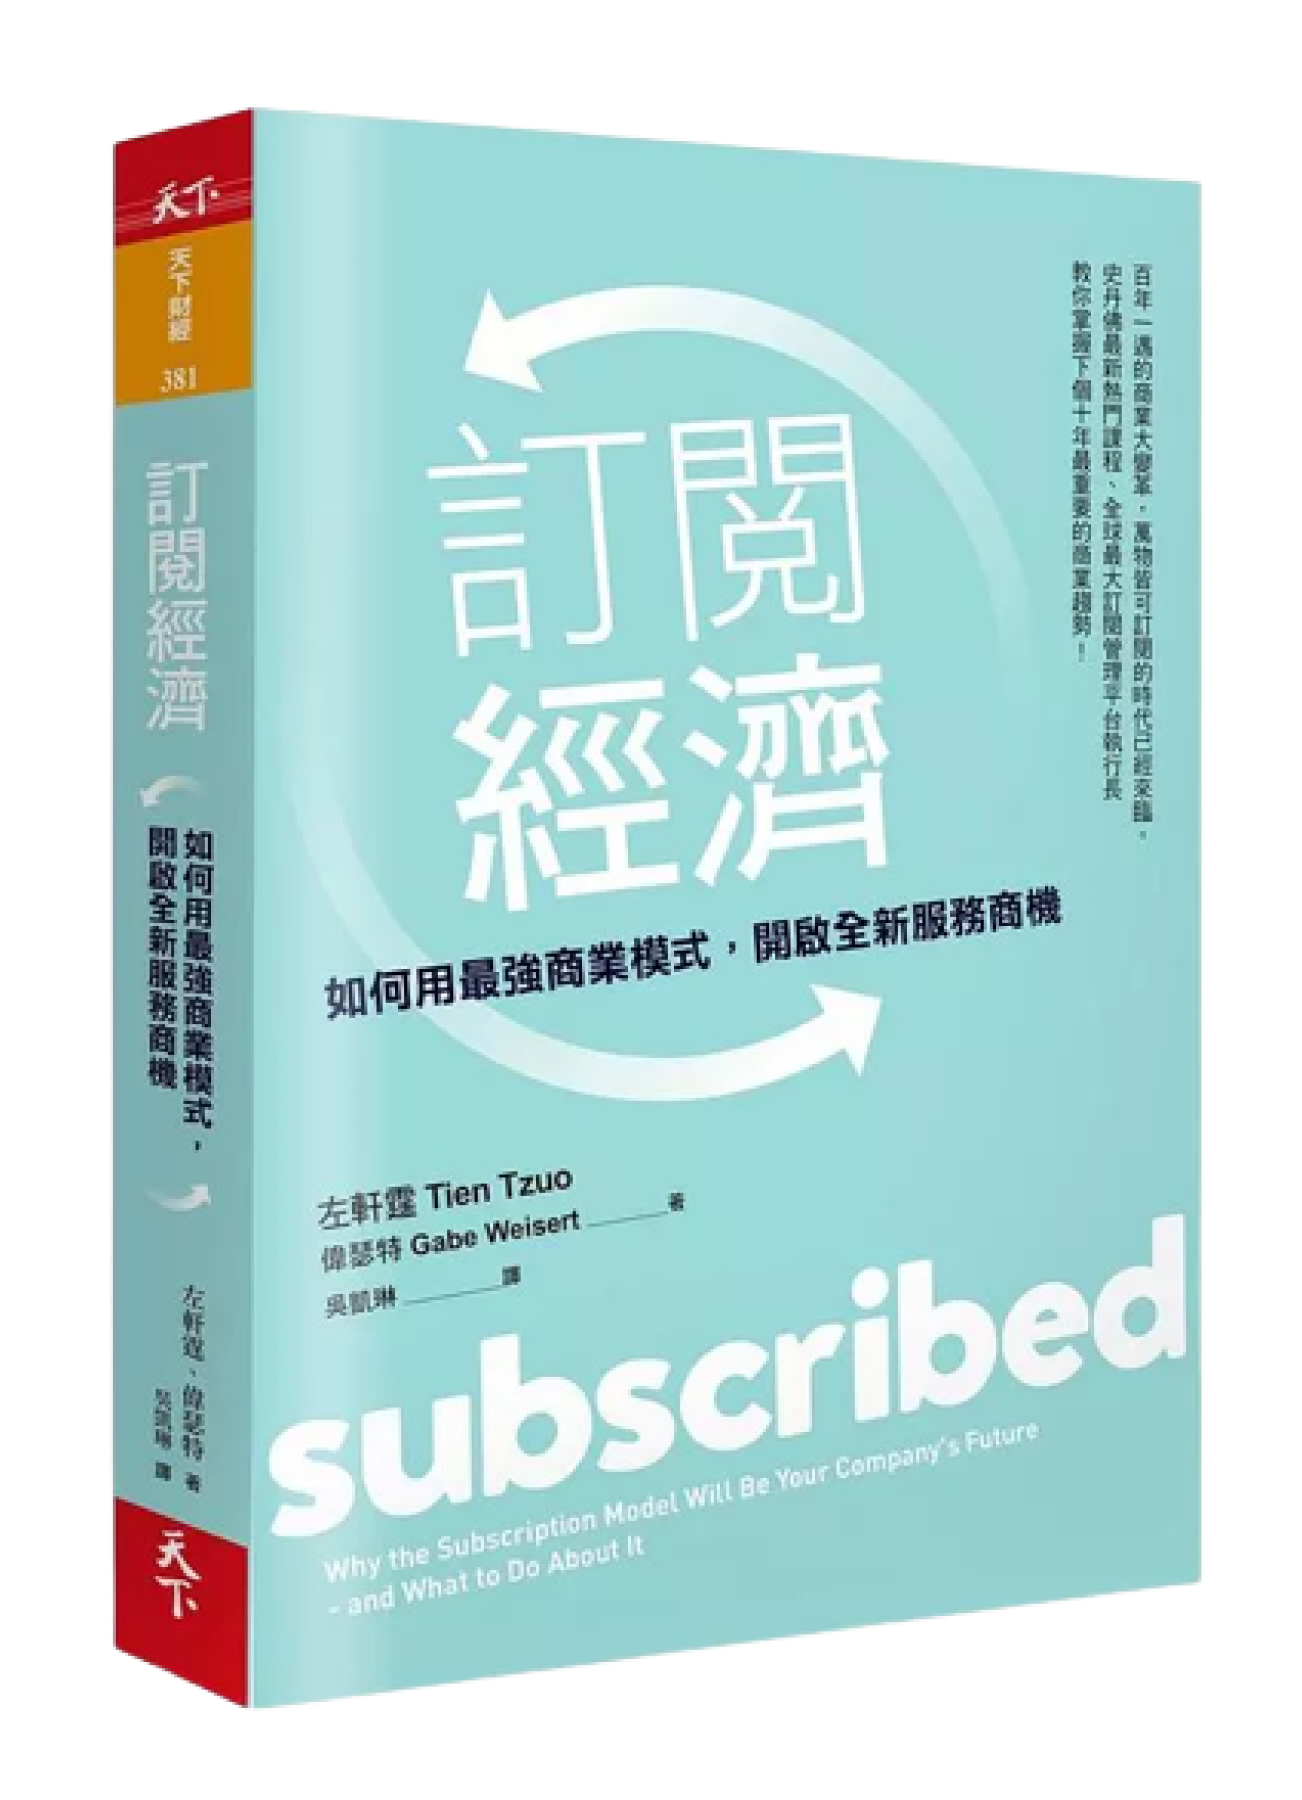 天下
天下財經
381
訂閱經濟
如何用最強商業模式，
開啟全新服務商機
左軒霆、偉瑟特 著
吳凱琳 譯
天下
百年一遇的商業大變革，萬物皆可訂閱的時代已經來臨。
史丹佛最新熱門課程、全球最大訂閱管理平台執行長
教你掌握下個十年最重要的商業趨勢！
訂閱
經濟
如何用最強商業模式，開啟全新服務商機
左軒霆 Tien Tzuo
偉瑟特 Gabe Weisert 著
吳凱琳 譯
subscribed
Why the Subscription Model Will Be Your Company's Future
- and What to Do About It